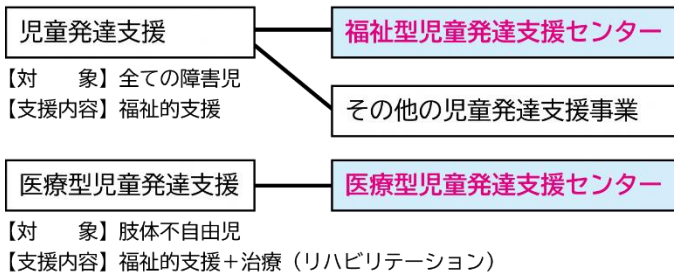 児童発達支援
福祉型児童発達支援センター
【対　　象】全ての障害児
【支援内容】福祉的支援
その他の児童発達支援事業
医療型児童発達支援
医療型児童発達支援センター
【対　　象】肢体不自由児
【支援内容】福祉的支援＋治療（リハビリテーション）